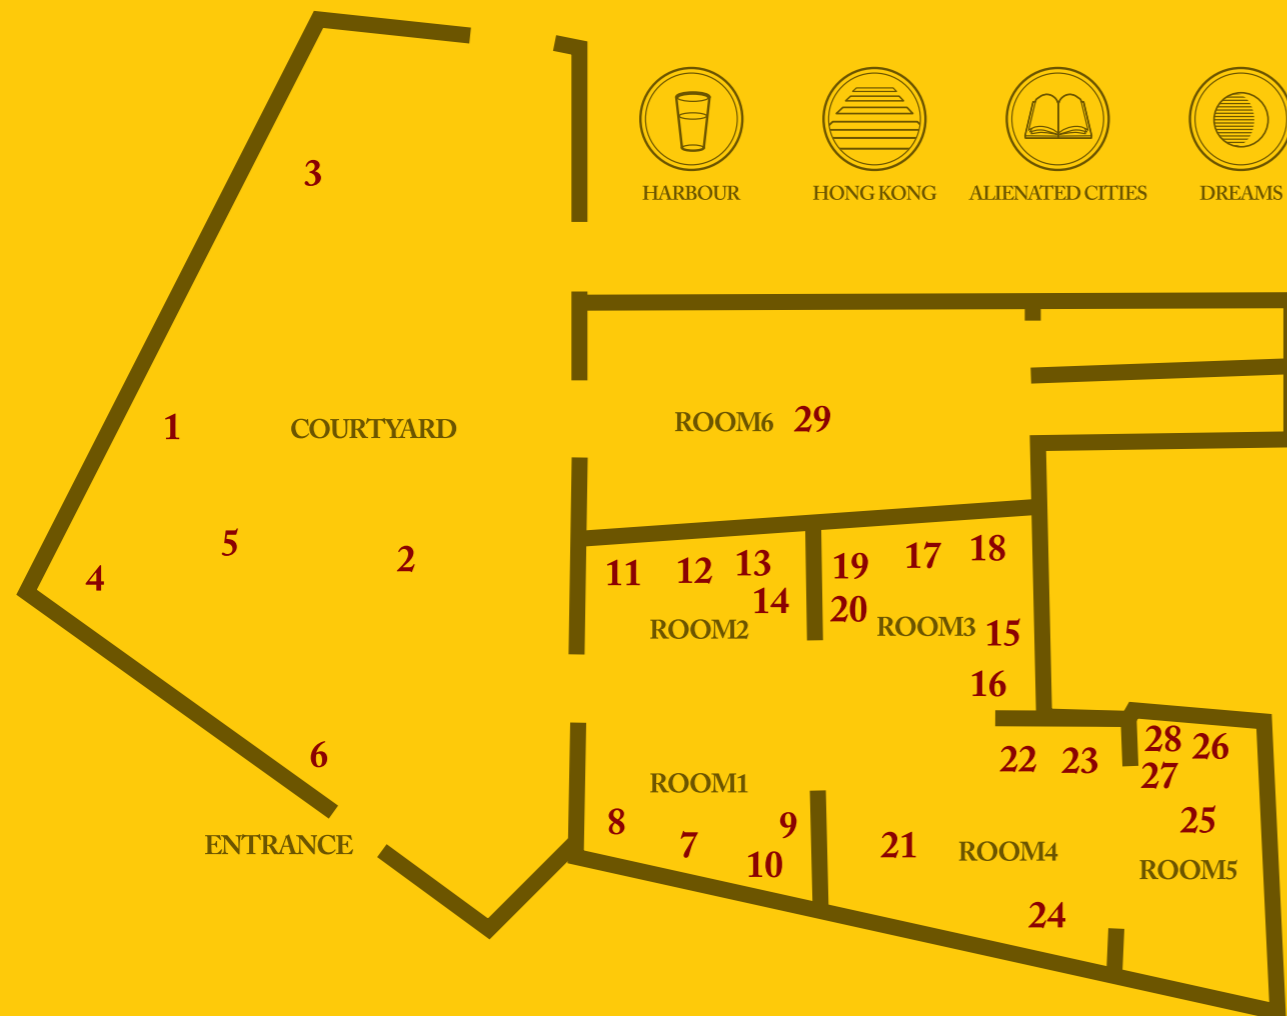 3
HARBOUR
HONG KONG
ALIENATED CITIES
DREAMS
1
COURTYARD
ROOM6 29
5
2
4
11 12 13
14
19 17 18
20
ROOM2
ROOM3 15
16
6
ENTRANCE
ROOM1
8 7 9
10
22 23
28 26
27
25
21 ROOM4
ROOM5
24